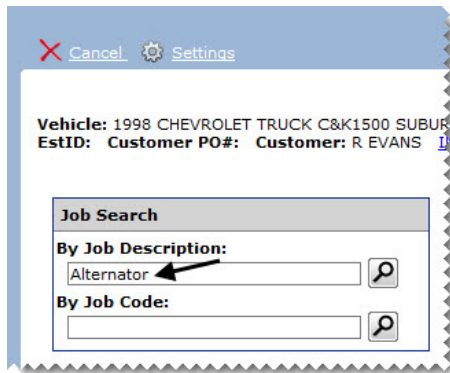 Cancel Settings
Vehicle: 1998 CHEVROLET TRUCK C&K1500 SUBUR
EstID: Customer PO#: Customer: R EVANS
Job Search
By Job Description:
Alternator
By Job Code: